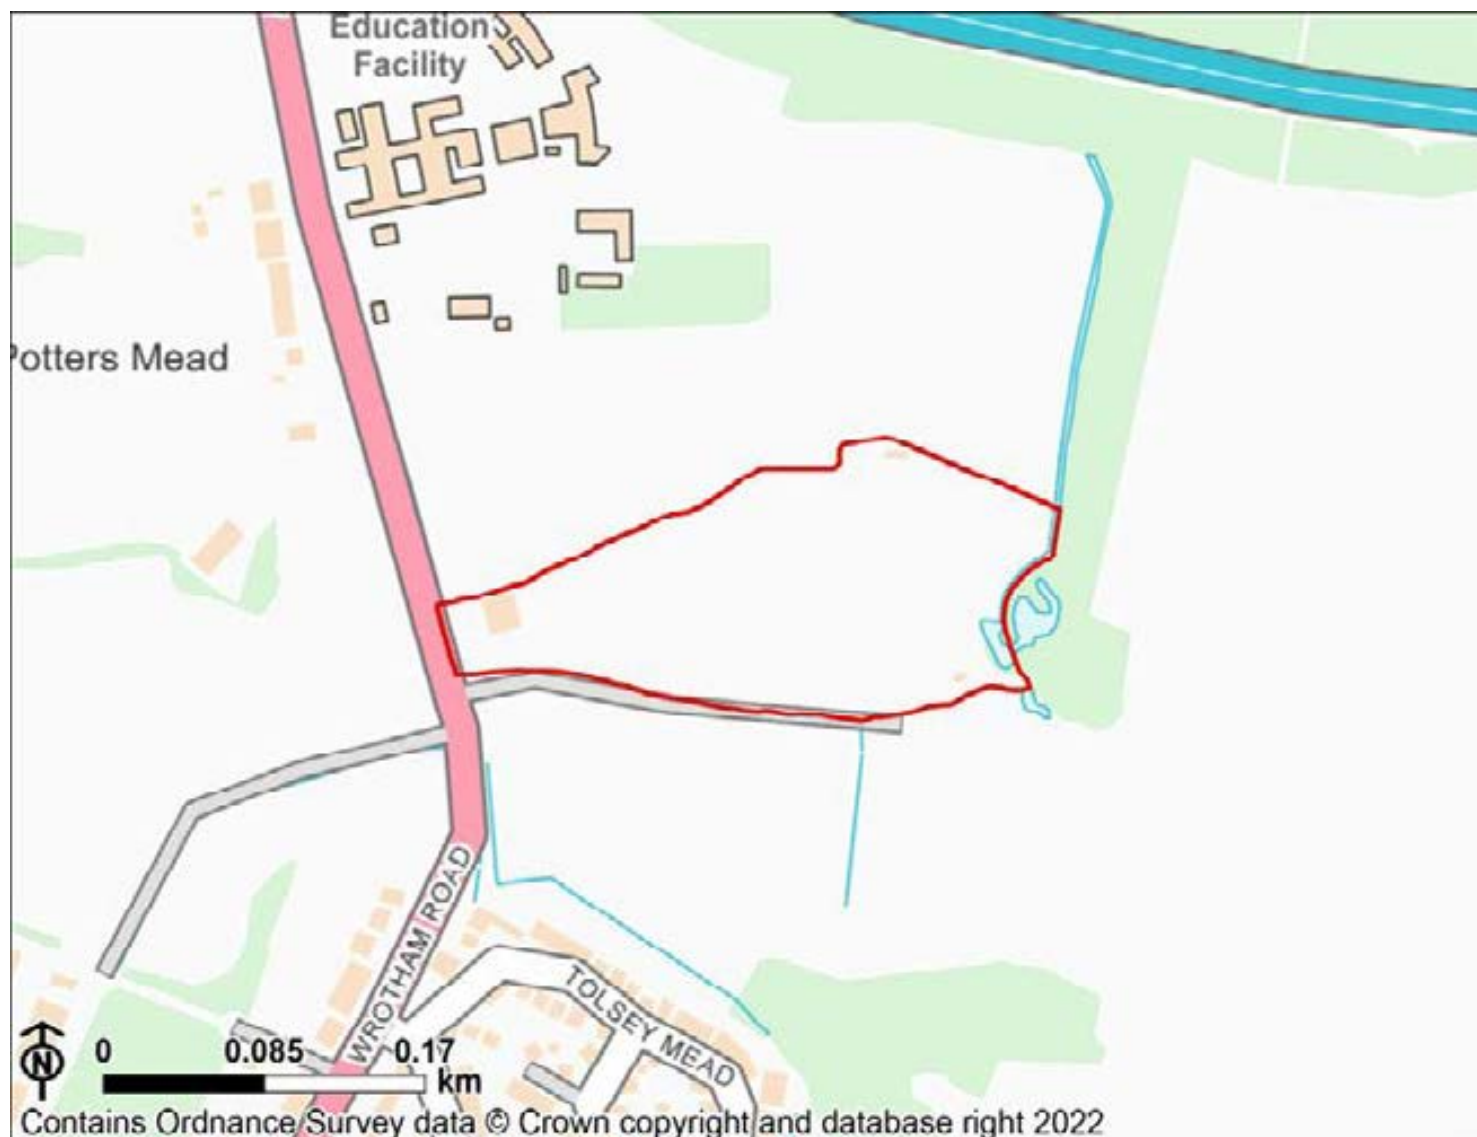 Education
Facility
Potters Mead
WROTHAM ROAD
TOLSEY MEAD
N
0 0.085 0.17
km
Contains Ordnance Survey data © Crown copyright and database right 2022